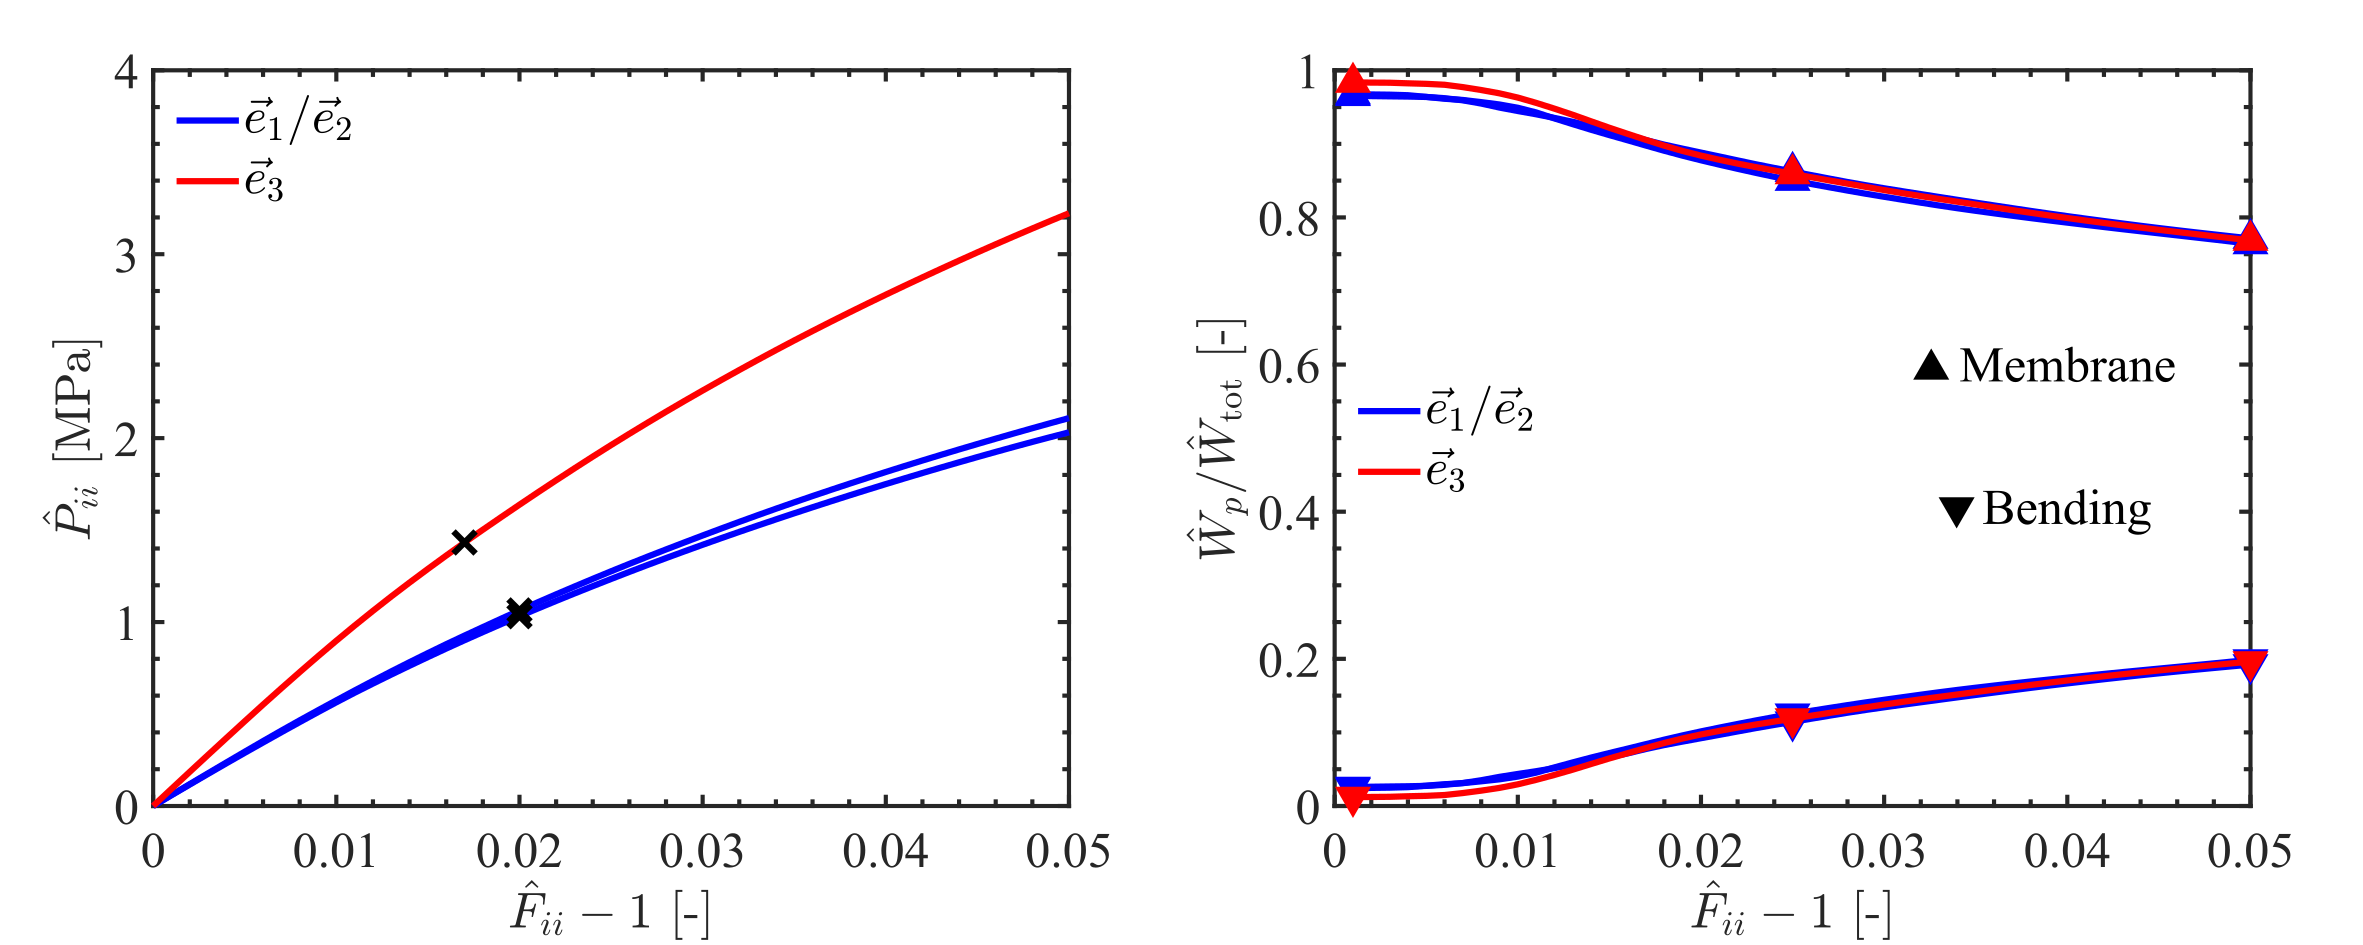 4
3
2
1
0
0 0.01 0.02 0.03 0.04 0.05
P̂ᵢᵢ [MPa]
F̂ᵢᵢ − 1 [-]
e⃗₁/e⃗₂
e⃗₃
1
0.8
0.6
0.4
0.2
0
0 0.01 0.02 0.03 0.04 0.05
Ŵₚ/Ŵₜₒₜ [-]
F̂ᵢᵢ − 1 [-]
e⃗₁/e⃗₂
e⃗₃
Membrane
Bending